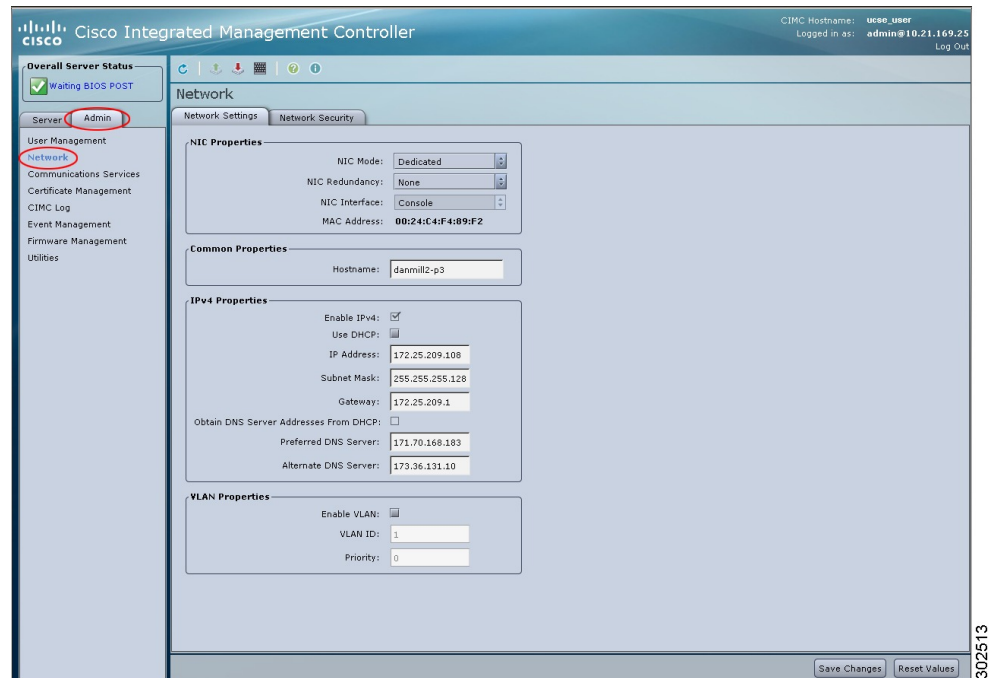 CISCO
Cisco Integrated Management Controller
CIMC Hostname: ucse_user
Logged in as: admin@10.21.169.25
Log Out
Overall Server Status
Waiting BIOS POST
Server
Admin
User Management
Network
Communications Services
Certificate Management
CIMC Log
Event Management
Firmware Management
Utilities
Network
Network Settings
Network Security
NIC Properties
NIC Mode: Dedicated
NIC Redundancy: None
NIC Interface: Console
MAC Address: 00:24:C4:F4:89:F2
Common Properties
Hostname: danmill2-p3
IPv4 Properties
Enable IPv4:
Use DHCP:
IP Address: 172.25.209.108
Subnet Mask: 255.255.255.128
Gateway: 172.25.209.1
Obtain DNS Server Addresses From DHCP:
Preferred DNS Server: 171.70.168.183
Alternate DNS Server: 173.36.131.10
VLAN Properties
Enable VLAN:
VLAN ID: 1
Priority: 0
Save Changes
Reset Values
302513